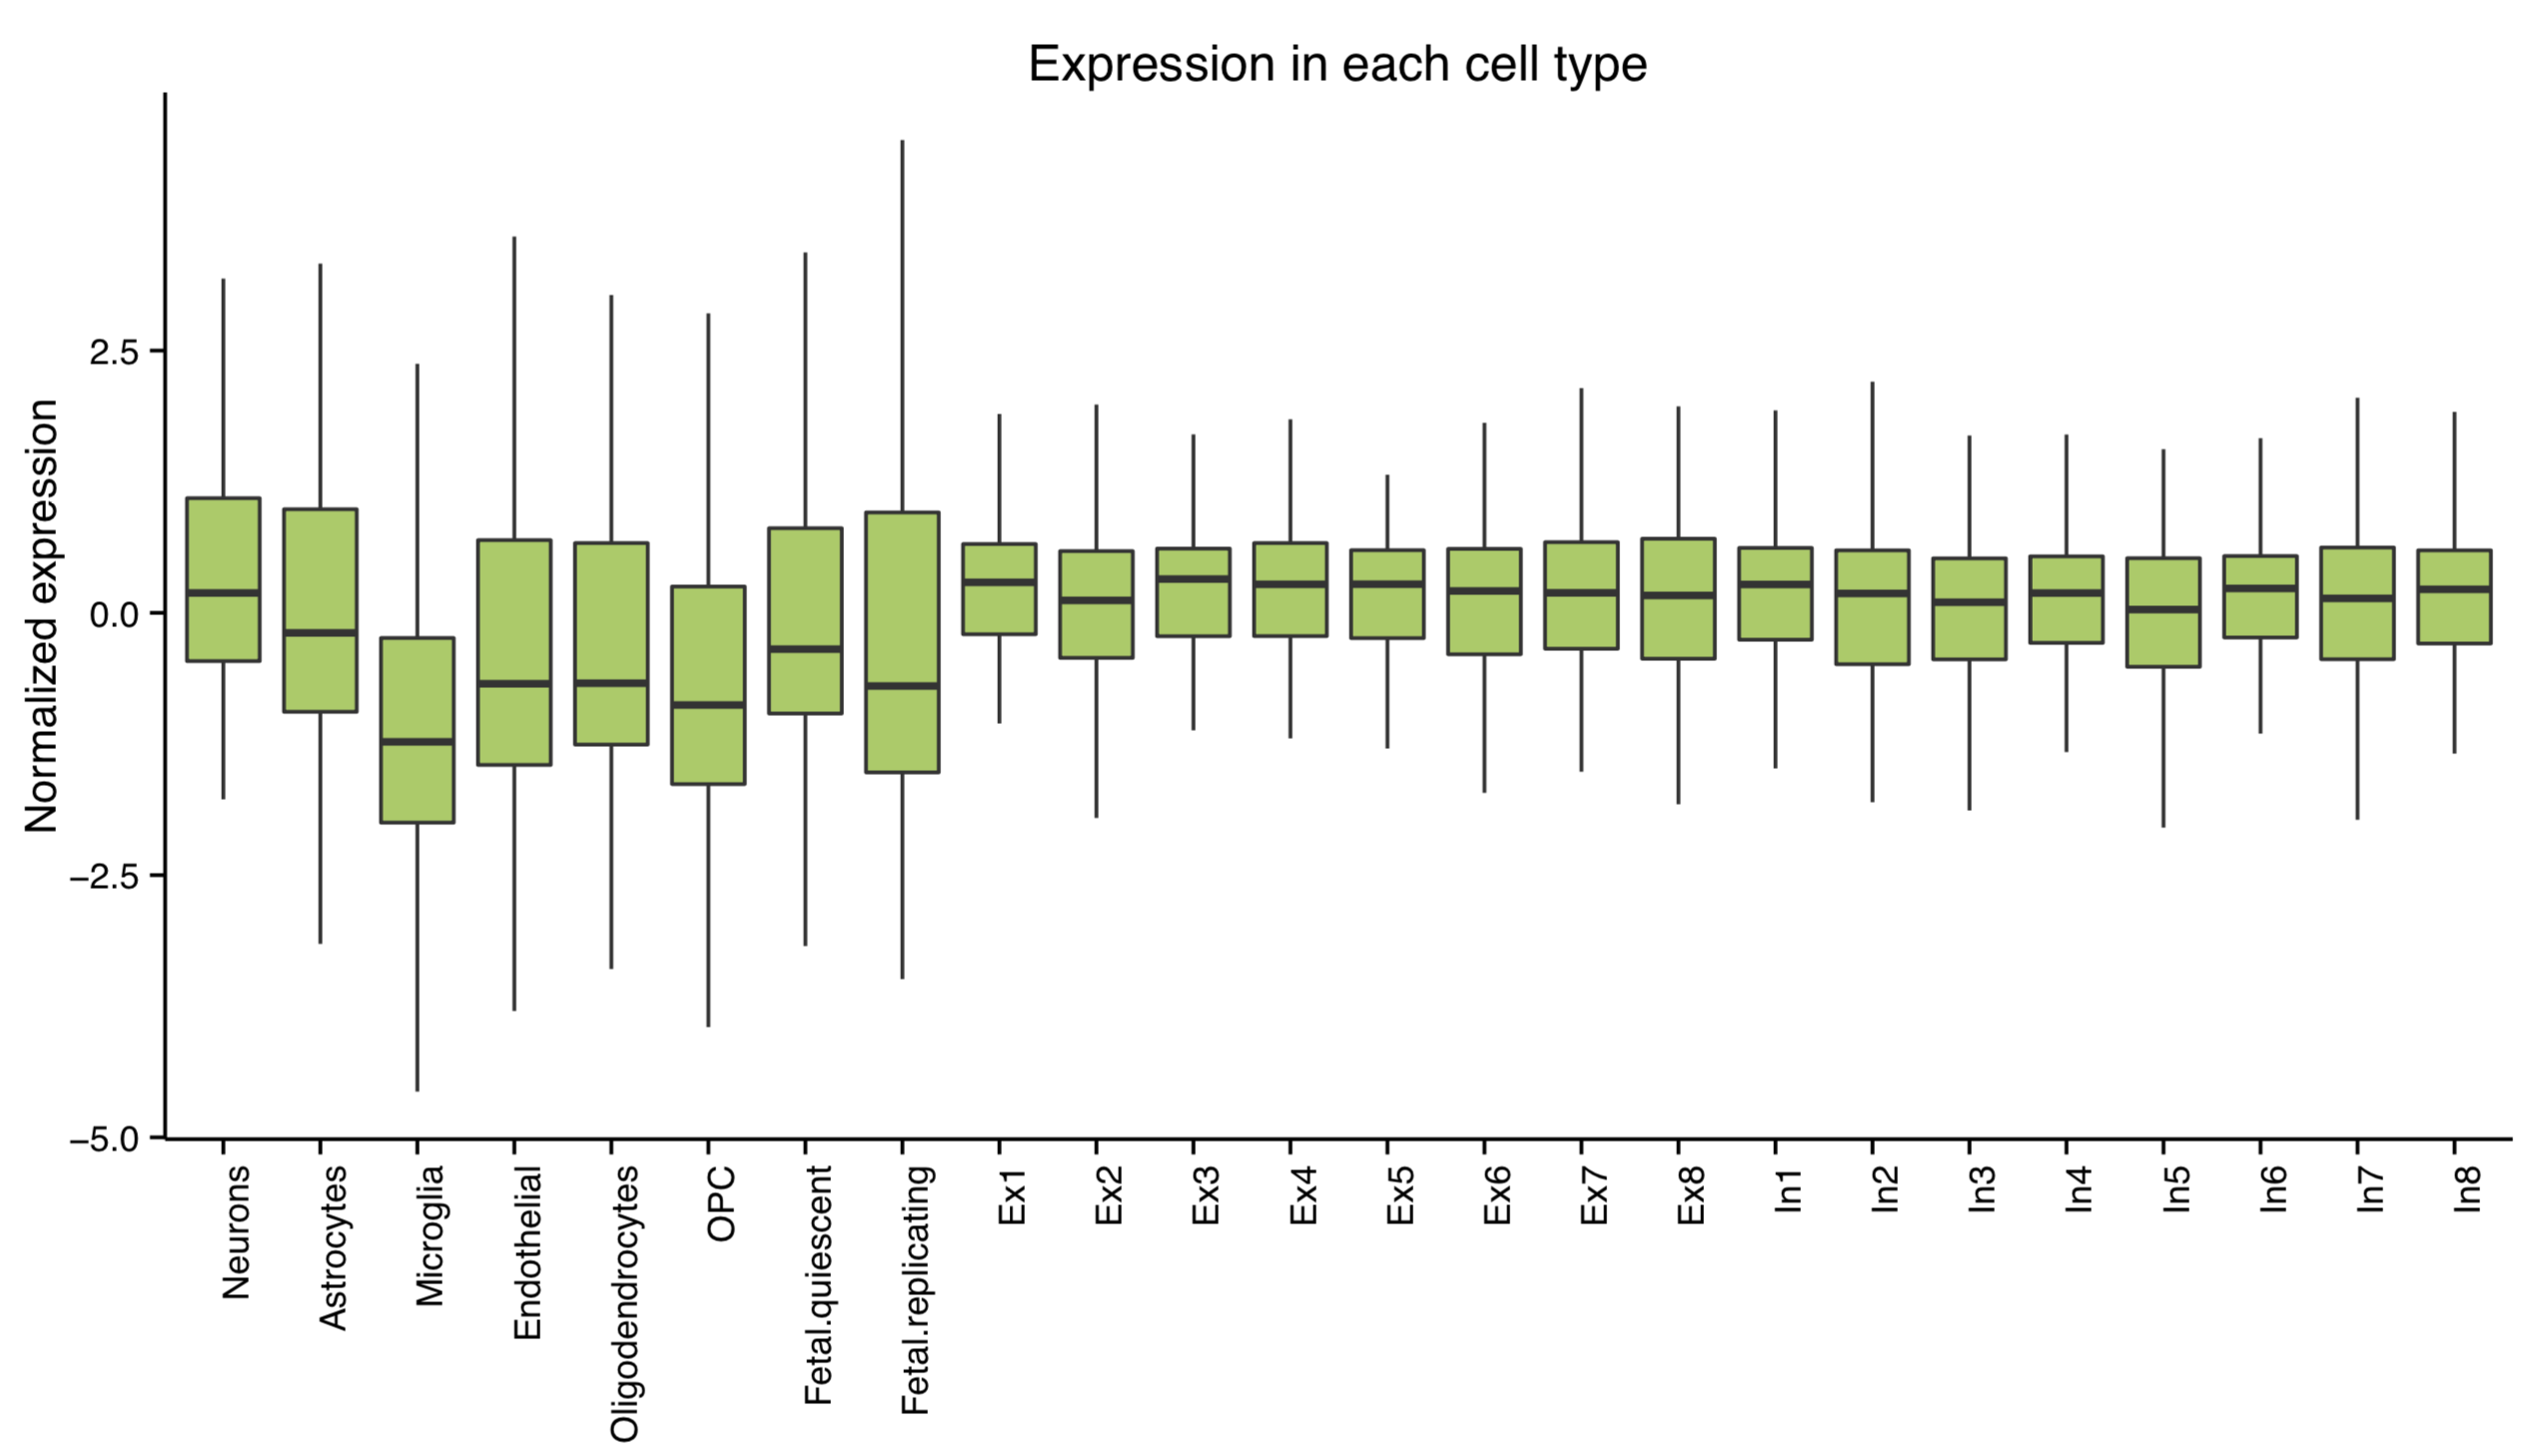 Expression in each cell type
Normalized expression
2.5
0.0
−2.5
−5.0
Neurons
Astrocytes
Microglia
Endothelial
Oligodendrocytes
OPC
Fetal.quiescent
Fetal.replicating
Ex1
Ex2
Ex3
Ex4
Ex5
Ex6
Ex7
Ex8
In1
In2
In3
In4
In5
In6
In7
In8